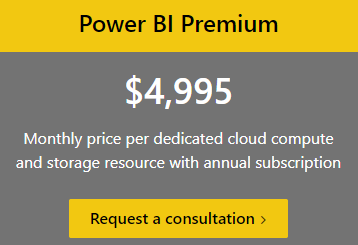 Power BI Premium
$4,995
Monthly price per dedicated cloud compute
and storage resource with annual subscription
Request a consultation >